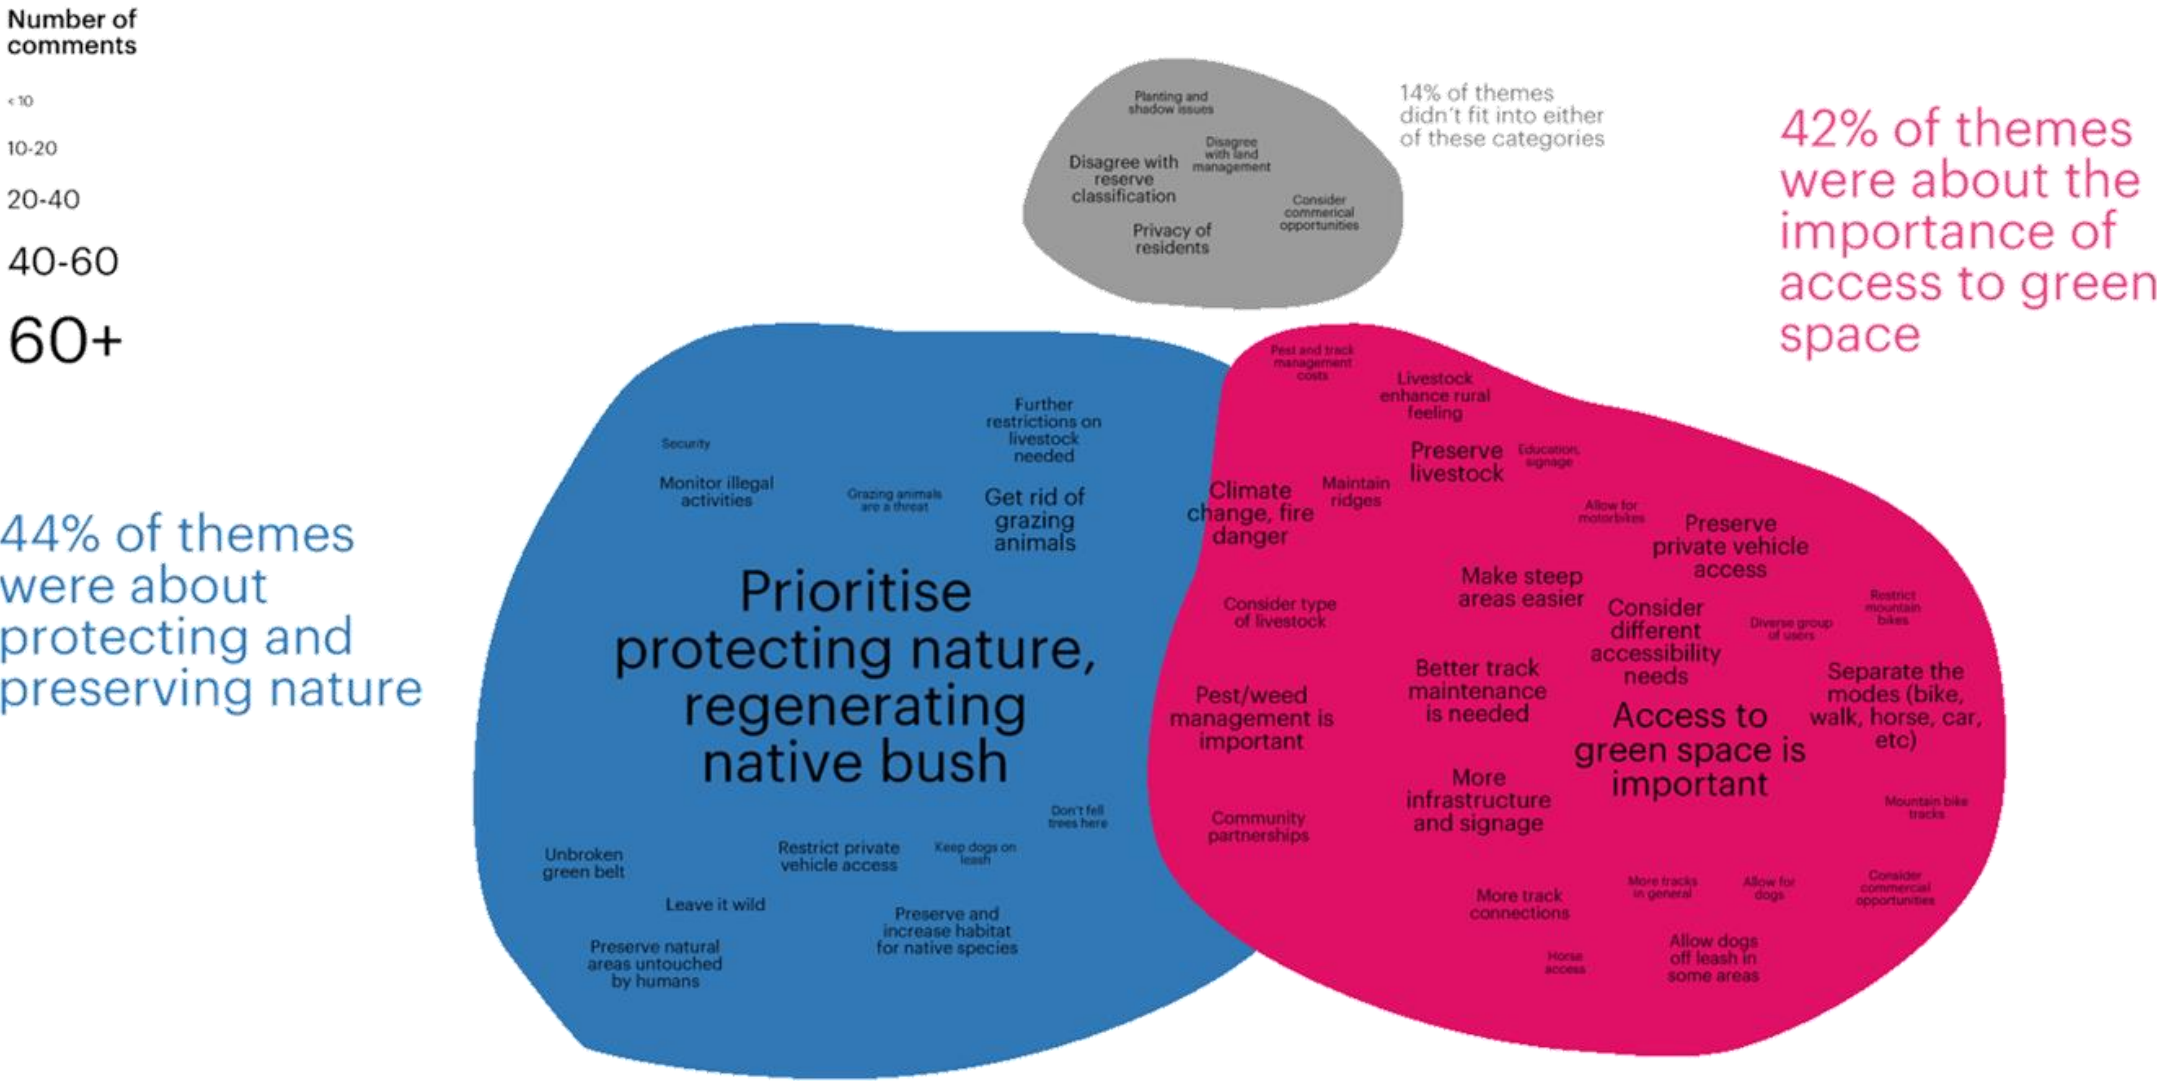 Number of
comments
< 10
10-20
20-40
40-60
60+
44% of themes
were about
protecting and
preserving nature
Planting and
shadow issues
Disagree
with land
management
Disagree with
reserve
classification
Consider
commerical
opportunities
Privacy of
residents
14% of themes
didn't fit into either
of these categories
42% of themes
were about the
importance of
access to green
space
Further
restrictions on
livestock
needed
Security
Monitor illegal
activities
Grazing animals
are a threat
Get rid of
grazing
animals
Prioritise
protecting nature,
regenerating
native bush
Don't fell
trees here
Unbroken
green belt
Restrict private
vehicle access
Keep dogs on
leash
Leave it wild
Preserve and
increase habitat
for native species
Preserve natural
areas untouched
by humans
Pest and track
management
costs
Livestock
enhance rural
feeling
Preserve
livestock
Education,
signage
Climate
change, fire
danger
Maintain
ridges
Allow for
motorbikes
Preserve
private vehicle
access
Make steep
areas easier
Consider type
of livestock
Consider
different
accessibility
needs
Diverse group
of users
Restrict
mountain
bikes
Better track
maintenance
is needed
Separate the
modes (bike,
walk, horse, car,
etc)
Pest/weed
management is
important
Access to
green space is
important
More
infrastructure
and signage
Community
partnerships
Mountain bike
tracks
More track
connections
More tracks
in general
Allow for
dogs
Consider
commercial
opportunities
Horse
access
Allow dogs
off leash in
some areas